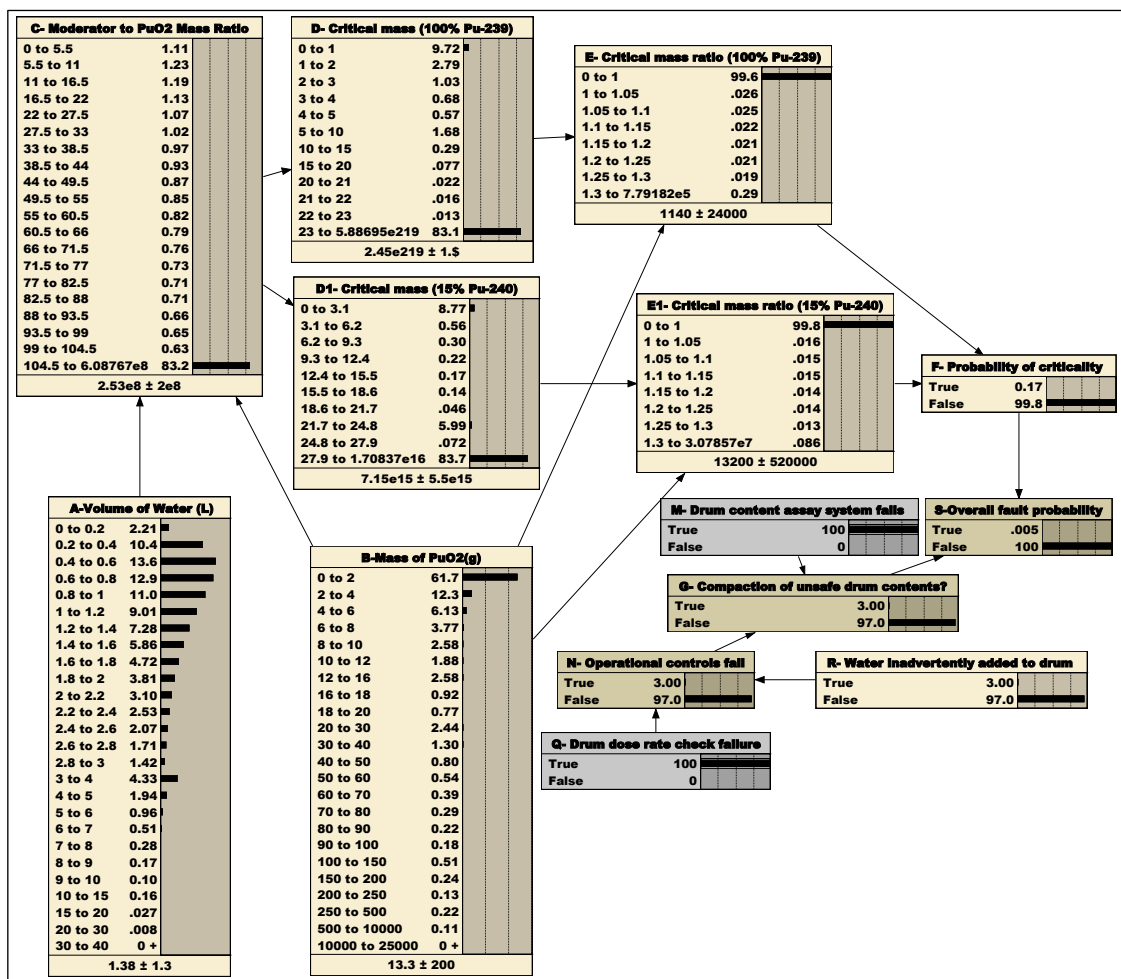 C- Moderator to PuO2 Mass Ratio
0 to 5.5 1.11
5.5 to 11 1.23
11 to 16.5 1.19
16.5 to 22 1.13
22 to 27.5 1.07
27.5 to 33 1.02
33 to 38.5 0.97
38.5 to 44 0.93
44 to 49.5 0.87
49.5 to 55 0.85
55 to 60.5 0.82
60.5 to 66 0.79
66 to 71.5 0.76
71.5 to 77 0.73
77 to 82.5 0.71
82.5 to 88 0.71
88 to 93.5 0.66
93.5 to 99 0.65
99 to 104.5 0.63
104.5 to 6.08767e8 83.2
2.53e8 ± 2e8
D- Critical mass (100% Pu-239)
0 to 1 9.72
1 to 2 2.79
2 to 3 1.03
3 to 4 0.68
4 to 5 0.57
5 to 10 1.68
10 to 15 0.29
15 to 20 .077
20 to 21 .022
21 to 22 .016
22 to 23 .013
23 to 5.88695e219 83.1
2.45e219 ± 1.$
E- Critical mass ratio (100% Pu-239)
0 to 1 99.6
1 to 1.05 .026
1.05 to 1.1 .025
1.1 to 1.15 .022
1.15 to 1.2 .021
1.2 to 1.25 .021
1.25 to 1.3 .019
1.3 to 7.79182e5 0.29
1140 ± 24000
D1- Critical mass (15% Pu-240)
0 to 3.1 8.77
3.1 to 6.2 0.56
6.2 to 9.3 0.30
9.3 to 12.4 0.22
12.4 to 15.5 0.17
15.5 to 18.6 0.14
18.6 to 21.7 .046
21.7 to 24.8 5.99
24.8 to 27.9 .072
27.9 to 1.70837e16 83.7
7.15e15 ± 5.5e15
E1- Critical mass ratio (15% Pu-240)
0 to 1 99.8
1 to 1.05 .016
1.05 to 1.1 .015
1.1 to 1.15 .015
1.15 to 1.2 .014
1.2 to 1.25 .014
1.25 to 1.3 .013
1.3 to 3.07857e7 .086
13200 ± 520000
F- Probability of criticality
True 0.17
False 99.8
A-Volume of Water (L)
0 to 0.2 2.21
0.2 to 0.4 10.4
0.4 to 0.6 13.6
0.6 to 0.8 12.9
0.8 to 1 11.0
1 to 1.2 9.01
1.2 to 1.4 7.28
1.4 to 1.6 5.86
1.6 to 1.8 4.72
1.8 to 2 3.81
2 to 2.2 3.10
2.2 to 2.4 2.53
2.4 to 2.6 2.07
2.6 to 2.8 1.71
2.8 to 3 1.42
3 to 4 4.33
4 to 5 1.94
5 to 6 0.96
6 to 7 0.51
7 to 8 0.28
8 to 9 0.17
9 to 10 0.10
10 to 15 0.16
15 to 20 .027
20 to 30 .008
30 to 40 0 +
1.38 ± 1.3
B-Mass of PuO2(g)
0 to 2 61.7
2 to 4 12.3
4 to 6 6.13
6 to 8 3.77
8 to 10 2.58
10 to 12 1.88
12 to 16 2.58
16 to 18 0.92
18 to 20 0.77
20 to 30 2.44
30 to 40 1.30
40 to 50 0.80
50 to 60 0.54
60 to 70 0.39
70 to 80 0.29
80 to 90 0.22
90 to 100 0.18
100 to 150 0.51
150 to 200 0.24
200 to 250 0.13
250 to 500 0.22
500 to 10000 0.11
10000 to 25000 0 +
13.3 ± 200
M- Drum content assay system fails
True 100
False 0
S-Overall fault probability
True .005
False 100
G- Compaction of unsafe drum contents?
True 3.00
False 97.0
N- Operational controls fail
True 3.00
False 97.0
R- Water inadvertently added to drum
True 3.00
False 97.0
Q- Drum dose rate check failure
True 100
False 0